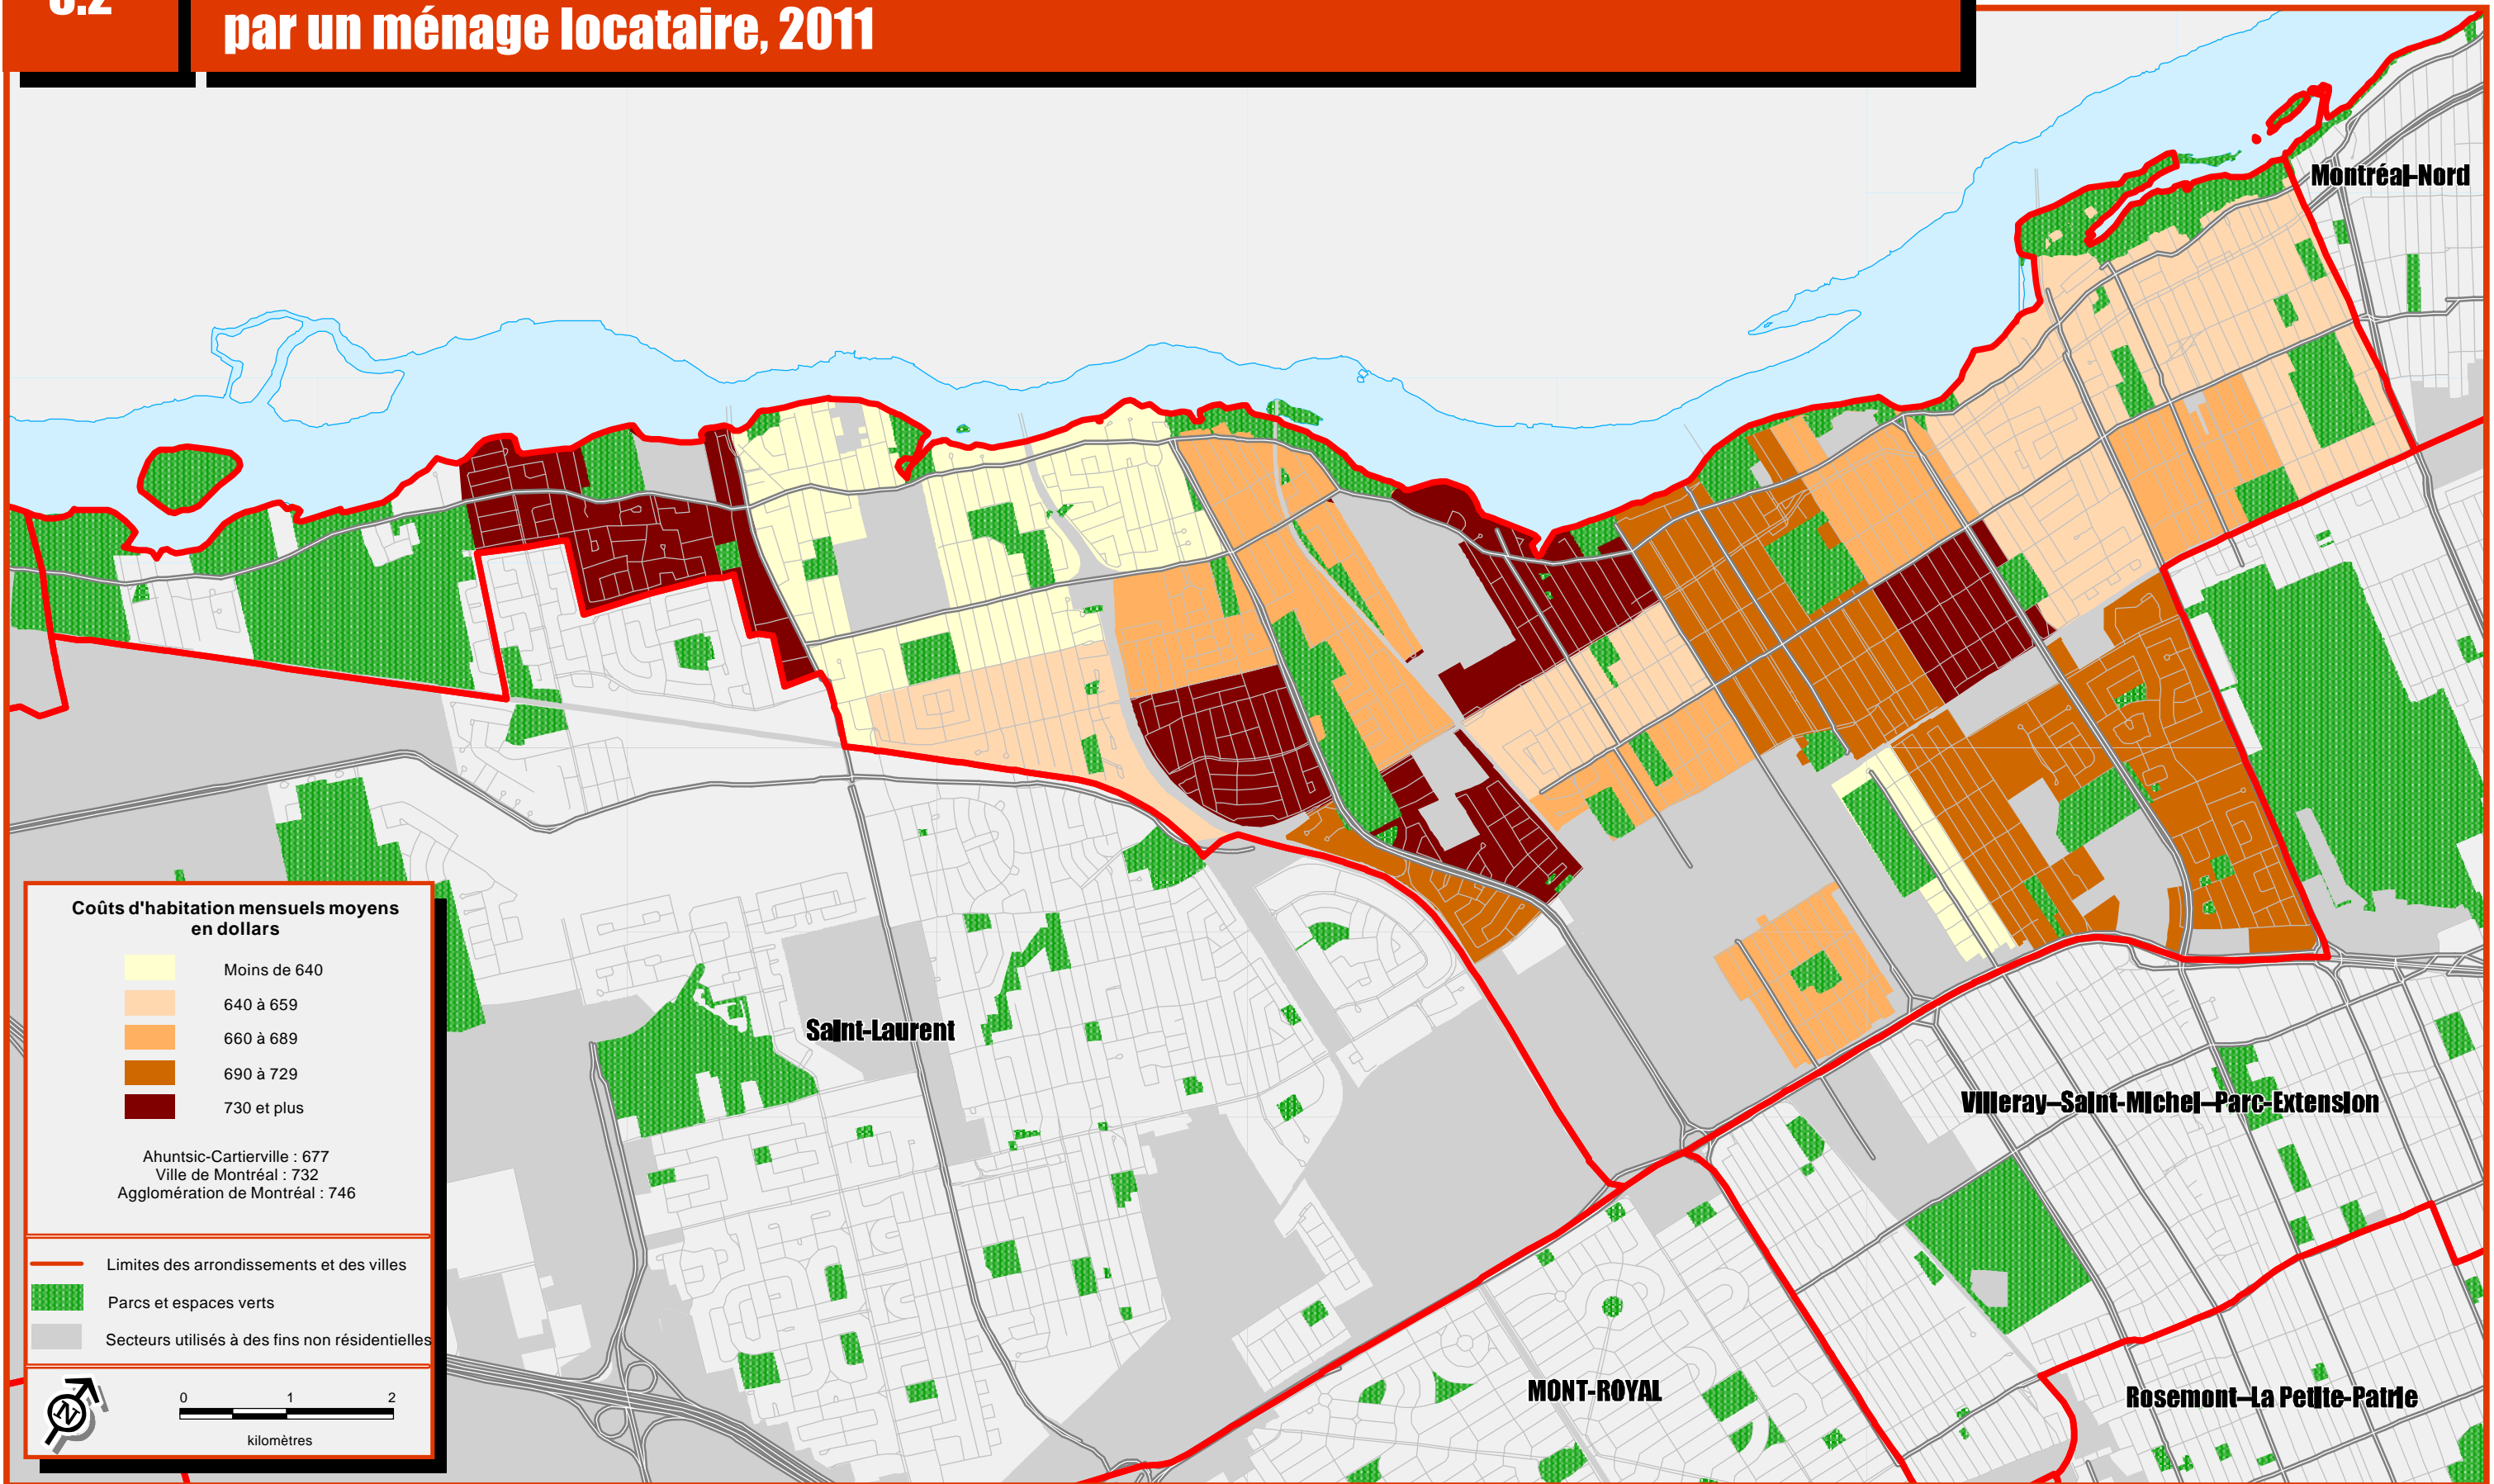 par un ménage locataire, 2011
Montréal-Nord
Saint-Laurent
Villeray–Saint-Michel–Parc-Extension
MONT-ROYAL
Rosemont–La Petite-Patrie
Coûts d'habitation mensuels moyens
en dollars
Moins de 640
640 à 659
660 à 689
690 à 729
730 et plus
Ahuntsic-Cartierville : 677
Ville de Montréal : 732
Agglomération de Montréal : 746
Limites des arrondissements et des villes
Parcs et espaces verts
Secteurs utilisés à des fins non résidentielles
N
0 1 2
kilomètres